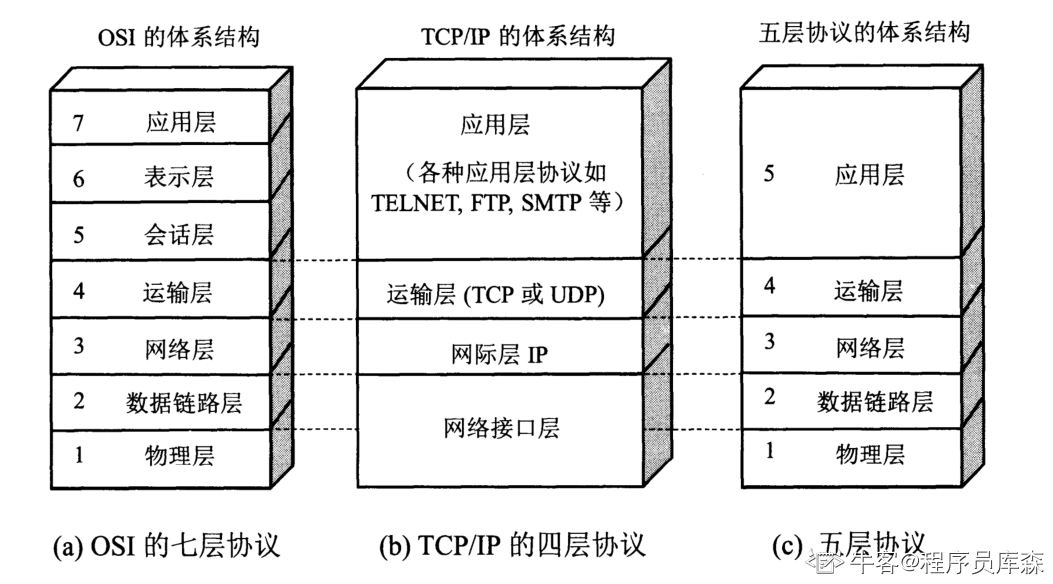 OSI 的体系结构
7 应用层
6 表示层
5 会话层
4 运输层
3 网络层
2 数据链路层
1 物理层
(a) OSI 的七层协议
TCP/IP 的体系结构
应用层
（各种应用层协议如
TELNET, FTP, SMTP 等）
运输层 (TCP 或 UDP)
网际层 IP
网络接口层
(b) TCP/IP 的四层协议
五层协议的体系结构
5 应用层
4 运输层
3 网络层
2 数据链路层
1 物理层
(c) 五层协议
牛客@程序员库森